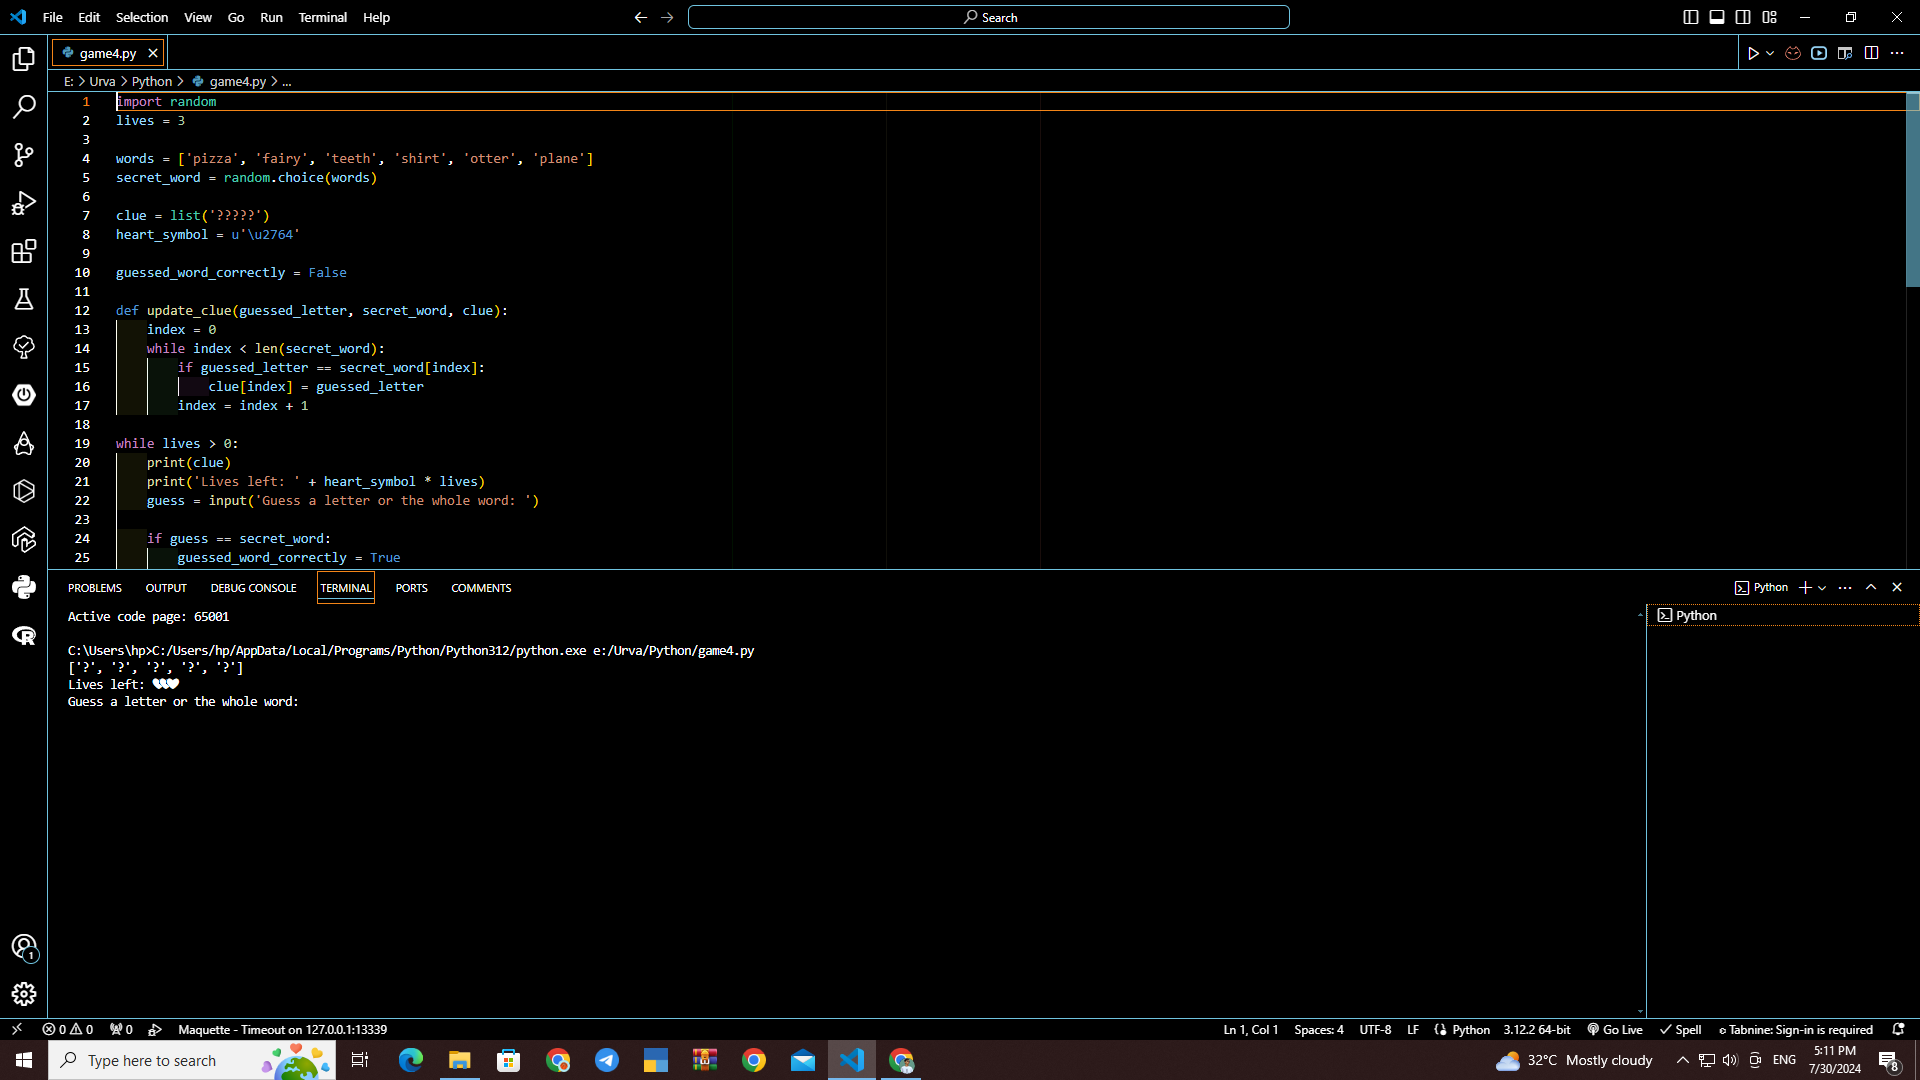 File Edit Selection View Go Run Terminal Help
Search
game4.py
E: > Urva > Python > game4.py > ...
1 import random
2 lives = 3
3
4 words = ['pizza', 'fairy', 'teeth', 'shirt', 'otter', 'plane']
5 secret_word = random.choice(words)
6
7 clue = list('?????')
8 heart_symbol = u'\u2764'
9
10 guessed_word_correctly = False
11
12 def update_clue(guessed_letter, secret_word, clue):
13     index = 0
14     while index < len(secret_word):
15         if guessed_letter == secret_word[index]:
16             clue[index] = guessed_letter
17         index = index + 1
18
19 while lives > 0:
20     print(clue)
21     print('Lives left: ' + heart_symbol * lives)
22     guess = input('Guess a letter or the whole word: ')
23
24     if guess == secret_word:
25         guessed_word_correctly = True
PROBLEMS OUTPUT DEBUG CONSOLE TERMINAL PORTS COMMENTS
Python
Python
Active code page: 65001
C:\Users\hp>C:/Users/hp/AppData/Local/Programs/Python/Python312/python.exe e:/Urva/Python/game4.py
['?', '?', '?', '?', '?']
Lives left: ❤❤❤
Guess a letter or the whole word:
1
0 0 0 Maquette - Timeout on 127.0.0.1:13339 Ln 1, Col 1 Spaces: 4 UTF-8 LF Python 3.12.2 64-bit Go Live Spell Tabnine: Sign-in is required
Type here to search
32°C Mostly cloudy ENG
5:11 PM
7/30/2024
8